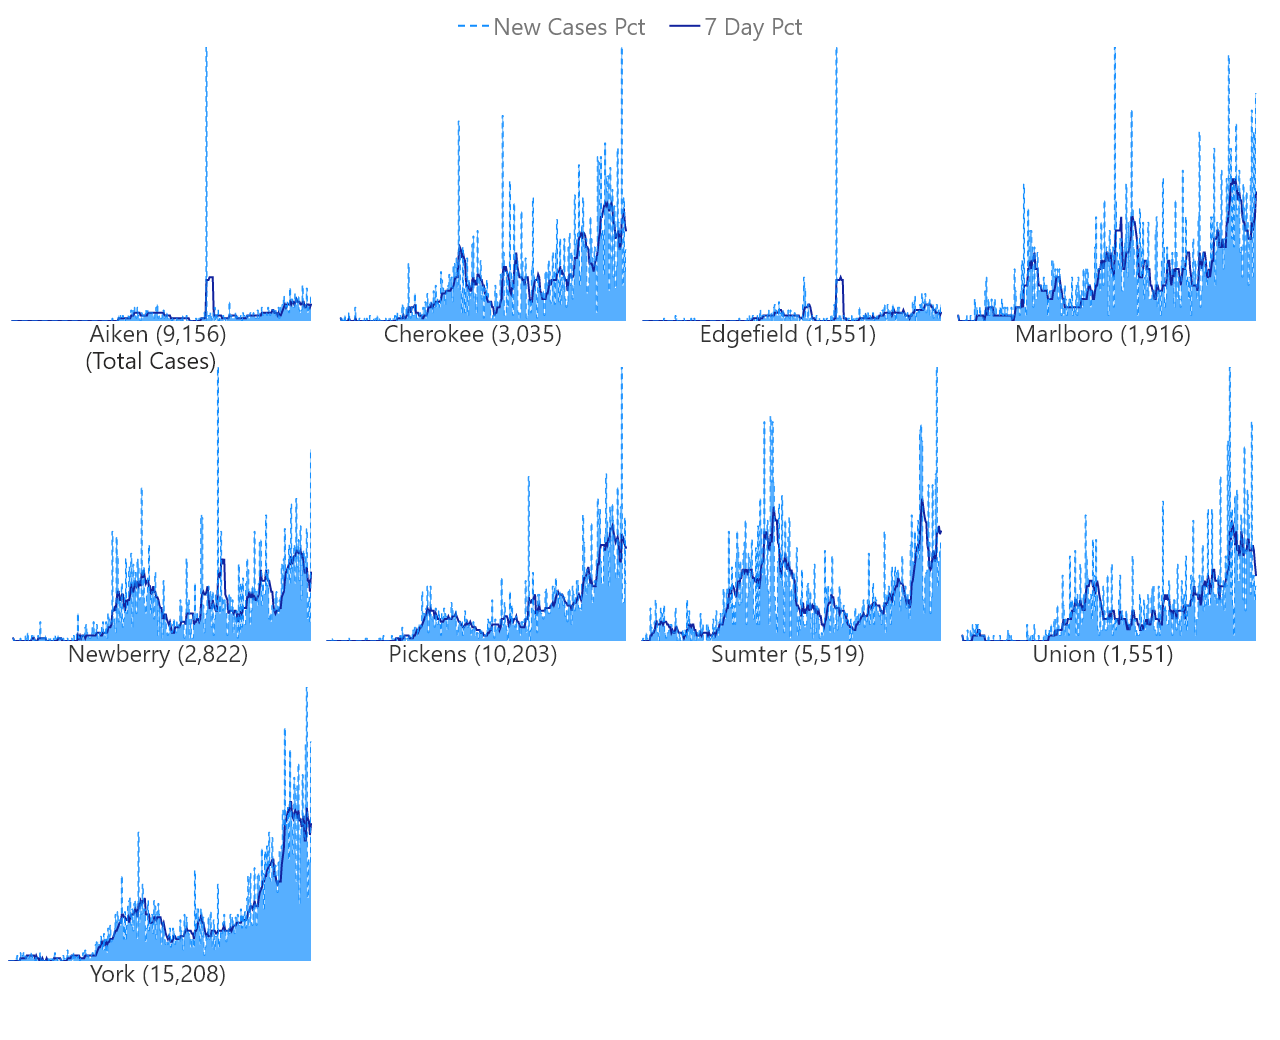 New Cases Pct 7 Day Pct
Aiken (9,156) Cherokee (3,035) Edgefield (1,551) Marlboro (1,916)
(Total Cases)
Newberry (2,822) Pickens (10,203) Sumter (5,519) Union (1,551)
York (15,208)